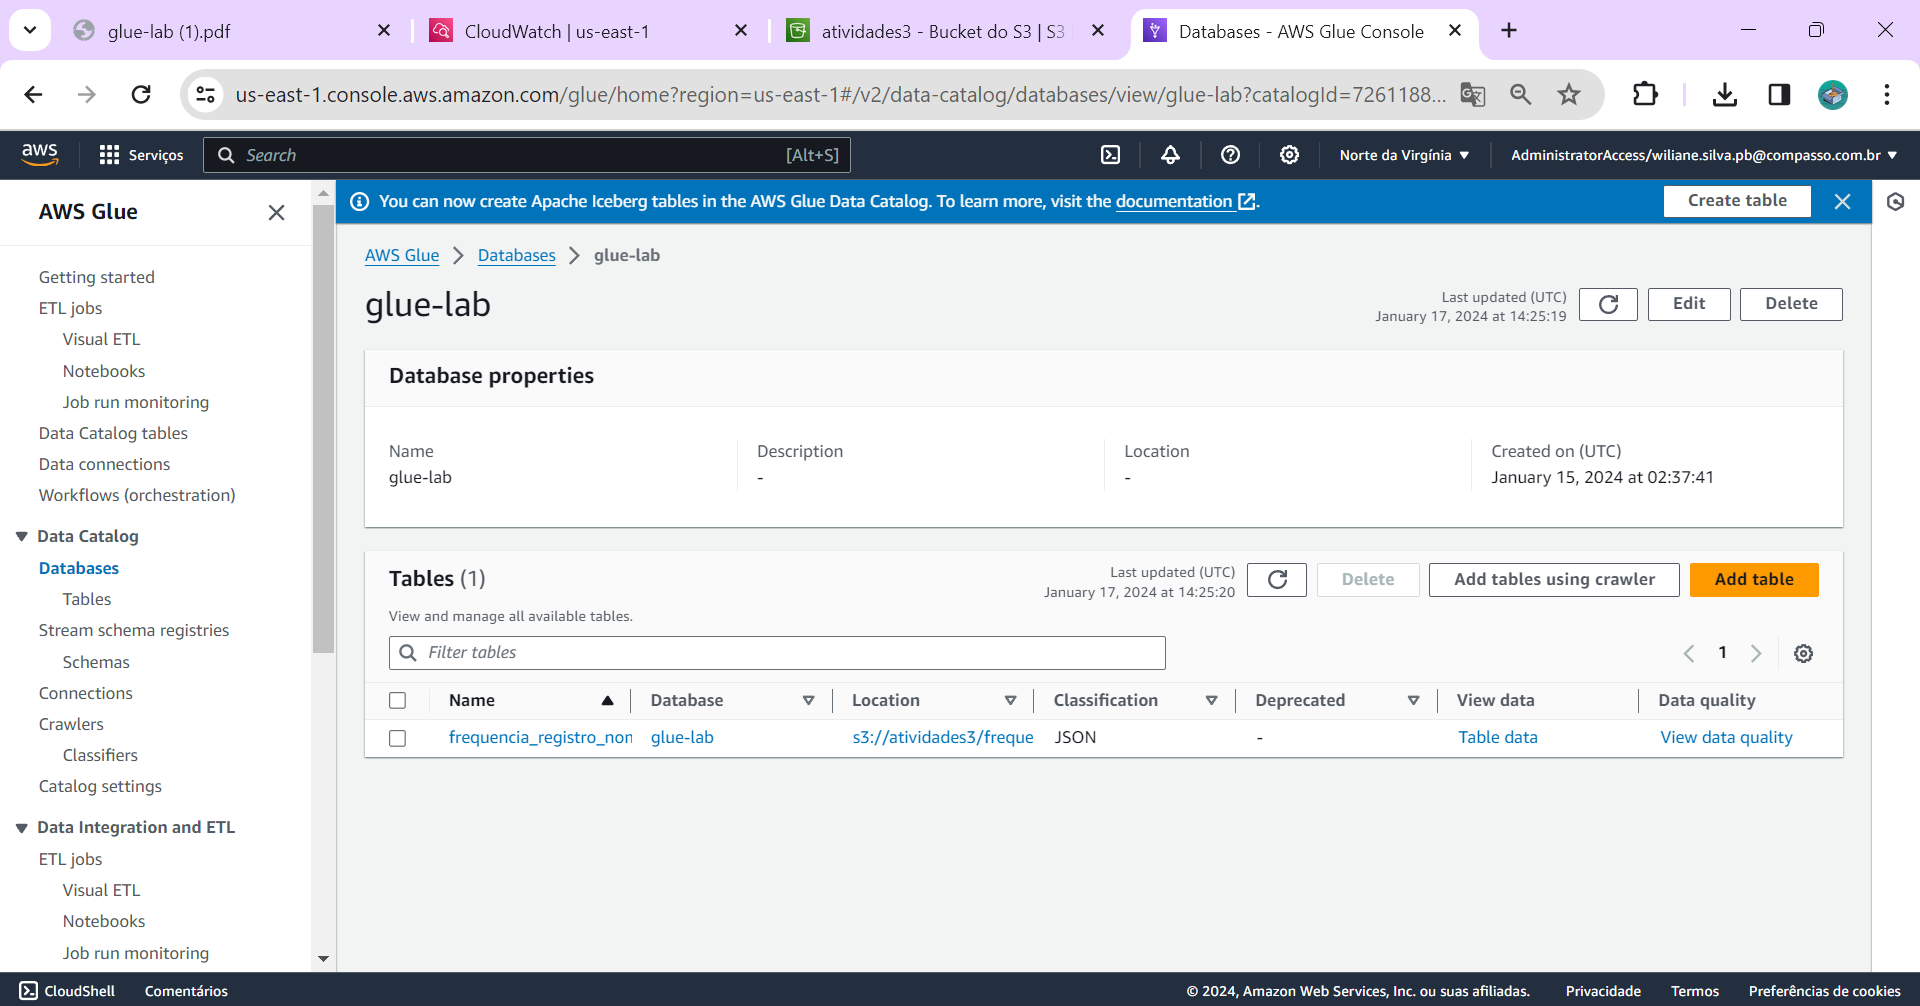 glue-lab (1).pdf
CloudWatch | us-east-1
atividades3 - Bucket do S3 | S3
Databases - AWS Glue Console
us-east-1.console.aws.amazon.com/glue/home?region=us-east-1#/v2/data-catalog/databases/view/glue-lab?catalogId=7261188...
aws
Serviços
Search
[Alt+S]
Norte da Virgínia
AdministratorAccess/wiliane.silva.pb@compasso.com.br
AWS Glue
Getting started
ETL jobs
Visual ETL
Notebooks
Job run monitoring
Data Catalog tables
Data connections
Workflows (orchestration)
Data Catalog
Databases
Tables
Stream schema registries
Schemas
Connections
Crawlers
Classifiers
Catalog settings
Data Integration and ETL
ETL jobs
Visual ETL
Notebooks
Job run monitoring
You can now create Apache Iceberg tables in the AWS Glue Data Catalog. To learn more, visit the documentation.
Create table
AWS Glue > Databases > glue-lab
glue-lab
Last updated (UTC)
January 17, 2024 at 14:25:19
Edit
Delete
Database properties
Name
glue-lab
Description
-
Location
-
Created on (UTC)
January 15, 2024 at 02:37:41
Tables (1)
Last updated (UTC)
January 17, 2024 at 14:25:20
Delete
Add tables using crawler
Add table
View and manage all available tables.
Filter tables
1
Name Database Location Classification Deprecated View data Data quality
frequencia_registro_non glue-lab s3://atividades3/freque JSON - Table data View data quality
CloudShell
Comentários
© 2024, Amazon Web Services, Inc. ou suas afiliadas.
Privacidade
Termos
Preferências de cookies